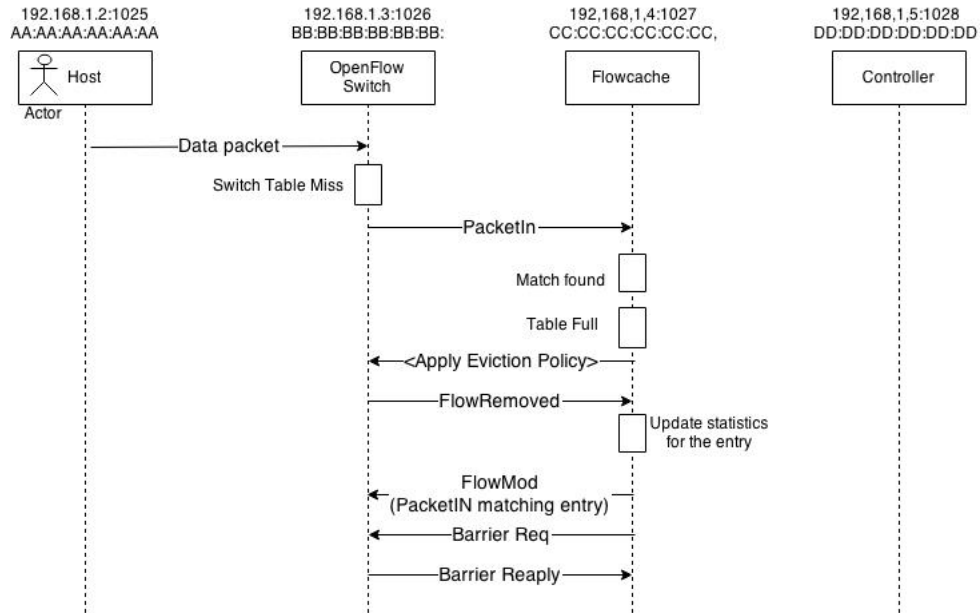 192.168.1.2:1025
AA:AA:AA:AA:AA:AA
192.168.1.3:1026
BB:BB:BB:BB:BB:BB:
192,168,1,4:1027
CC:CC:CC:CC:CC:CC,
192,168,1,5:1028
DD:DD:DD:DD:DD:DD
Host
Actor
OpenFlow
Switch
Flowcache
Controller
Data packet
Switch Table Miss
PacketIn
Match found
Table Full
<Apply Eviction Policy>
FlowRemoved
Update statistics
for the entry
FlowMod
(PacketIN matching entry)
Barrier Req
Barrier Reaply